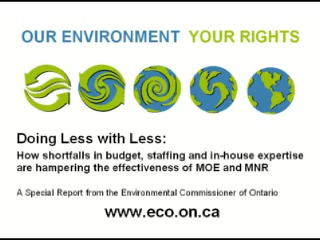 OUR ENVIRONMENT YOUR RIGHTS
Doing Less with Less:
How shortfalls in budget, staffing and in-house expertise
are hampering the effectiveness of MOE and MNR
A Special Report from the Environmental Commissioner of Ontario
www.eco.on.ca